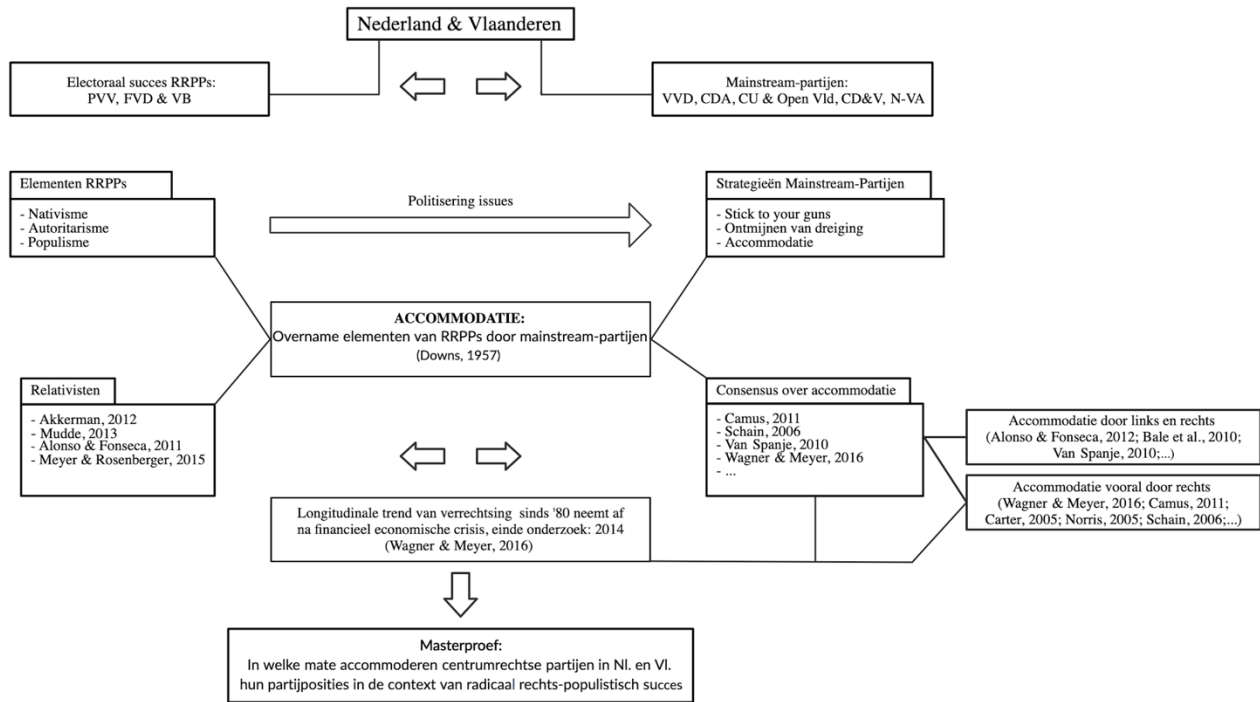 Nederland & Vlaanderen
Electoraal succes RRPPs:
PVV, FVD & VB
Mainstream-partijen:
VVD, CDA, CU & Open Vld, CD&V, N-VA
Elementen RRPPs
- Nativisme
- Autoritarisme
- Populisme
Politisering issues
Strategieën Mainstream-Partijen
- Stick to your guns
- Ontmijnen van dreiging
- Accommodatie
ACCOMMODATIE:
Overname elementen van RRPPs door mainstream-partijen
(Downs, 1957)
Relativisten
- Akkerman, 2012
- Mudde, 2013
- Alonso & Fonseca, 2011
- Meyer & Rosenberger, 2015
Consensus over accommodatie
- Camus, 2011
- Schain, 2006
- Van Spanje, 2010
- Wagner & Meyer, 2016
- ...
Accommodatie door links en rechts
(Alonso & Fonseca, 2012; Bale et al., 2010;
Van Spanje, 2010;...)
Accommodatie vooral door rechts
(Wagner & Meyer, 2016; Camus, 2011;
Carter, 2005; Norris, 2005; Schain, 2006;...)
Longitudinale trend van verrechtsing sinds '80 neemt af
na financieel economische crisis, einde onderzoek: 2014
(Wagner & Meyer, 2016)
Masterproef:
In welke mate accommoderen centrumrechtse partijen in Nl. en Vl.
hun partijposities in de context van radicaal rechts-populistisch succes